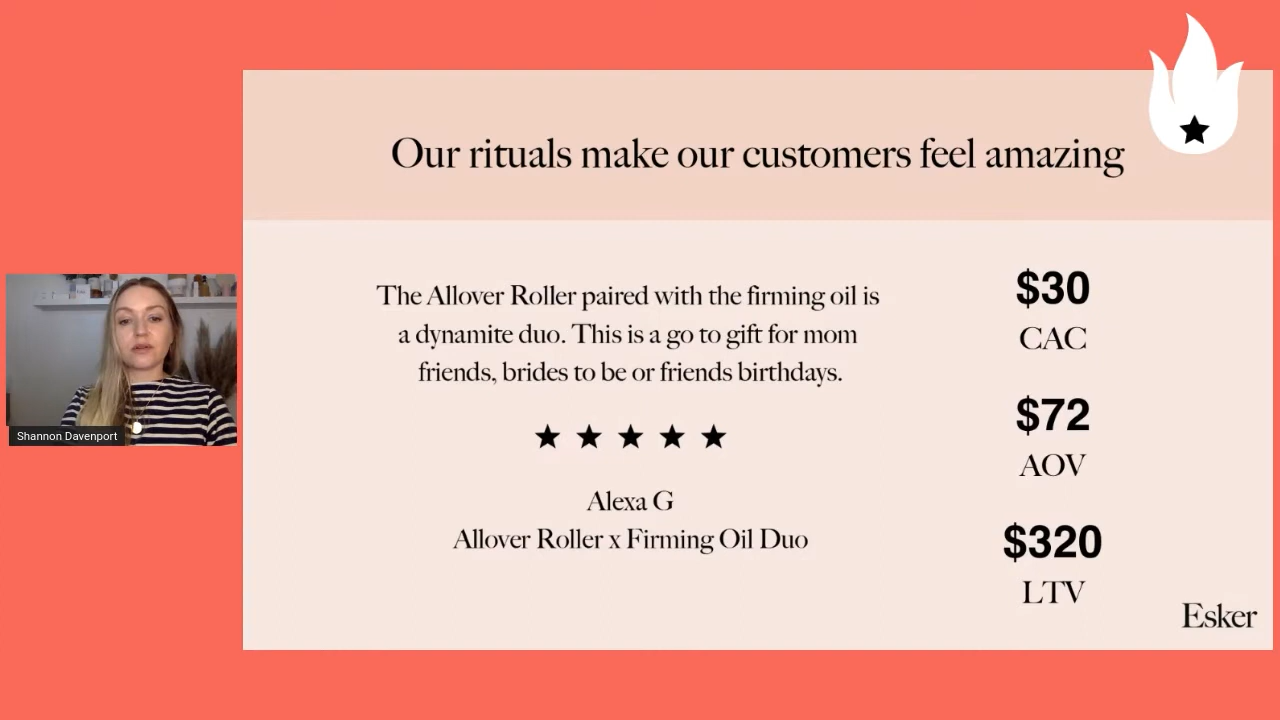 Our rituals make our customers feel amazing
The Allover Roller paired with the firming oil is
a dynamite duo. This is a go to gift for mom
friends, brides to be or friends birthdays.
Alexa G
Allover Roller x Firming Oil Duo
$30
CAC
$72
AOV
$320
LTV
Esker
Shannon Davenport